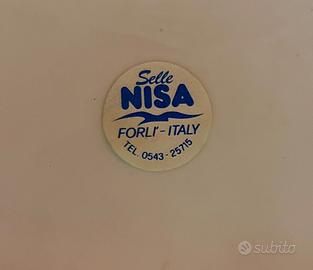 Selle
NISA
FORLI' - ITALY
TEL. 0543 - 25715
subito